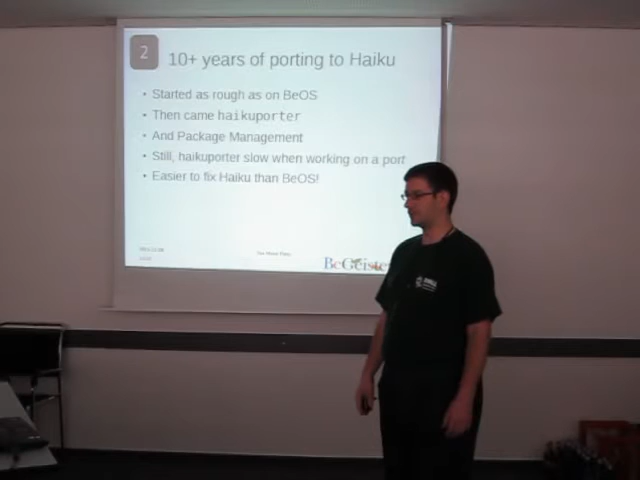 2
10+ years of porting to Haiku
• Started as rough as on BeOS
• Then came haikuporter
• And Package Management
• Still, haikuporter slow when working on a port
• Easier to fix Haiku than BeOS!
BeGeiste